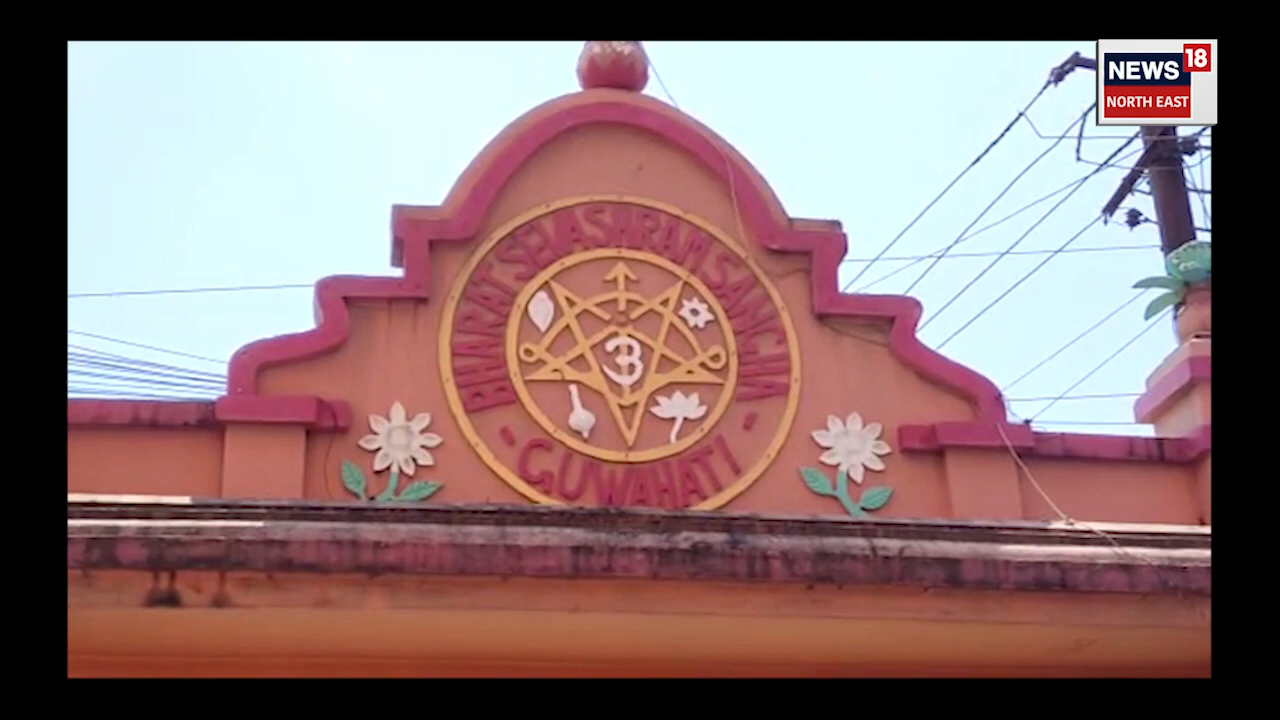 NEWS 18
NORTH EAST
BHARAT SEVASHRAM SANGHA
- GUWAHATI -